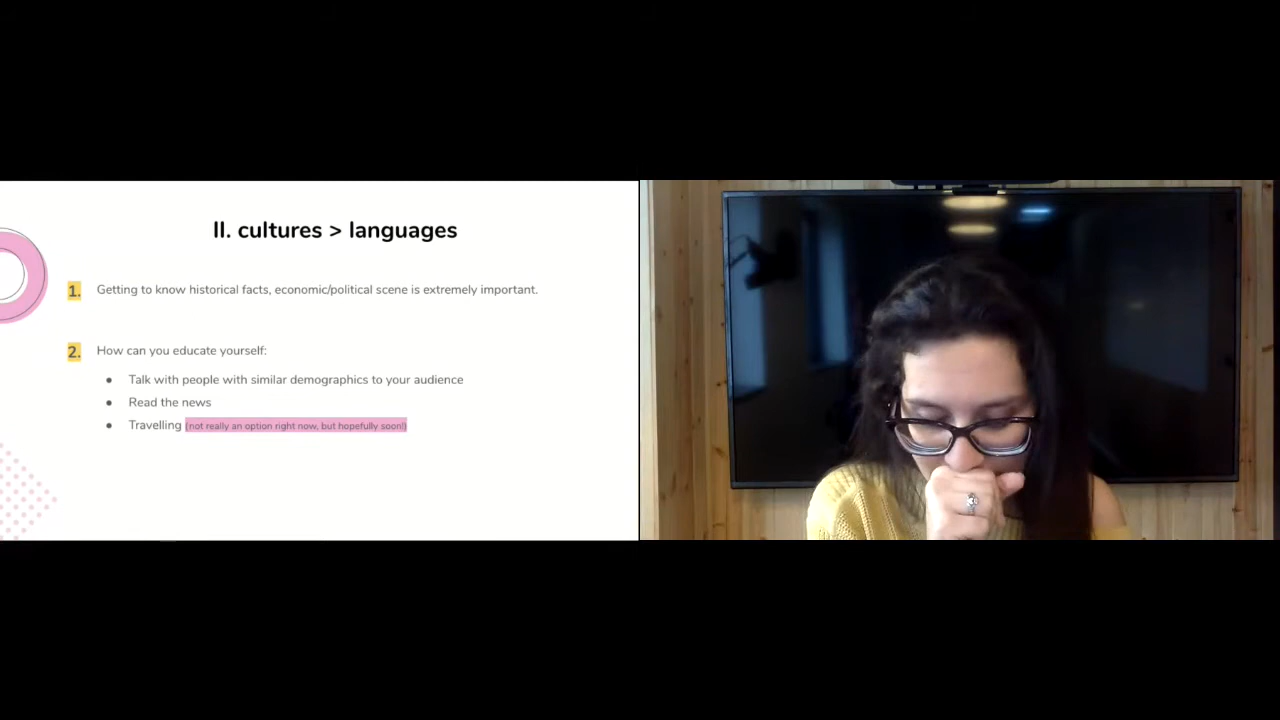 II. cultures > languages
1. Getting to know historical facts, economic/political scene is extremely important.
2. How can you educate yourself:
● Talk with people with similar demographics to your audience
● Read the news
● Travelling (not really an option right now, but hopefully soon!)